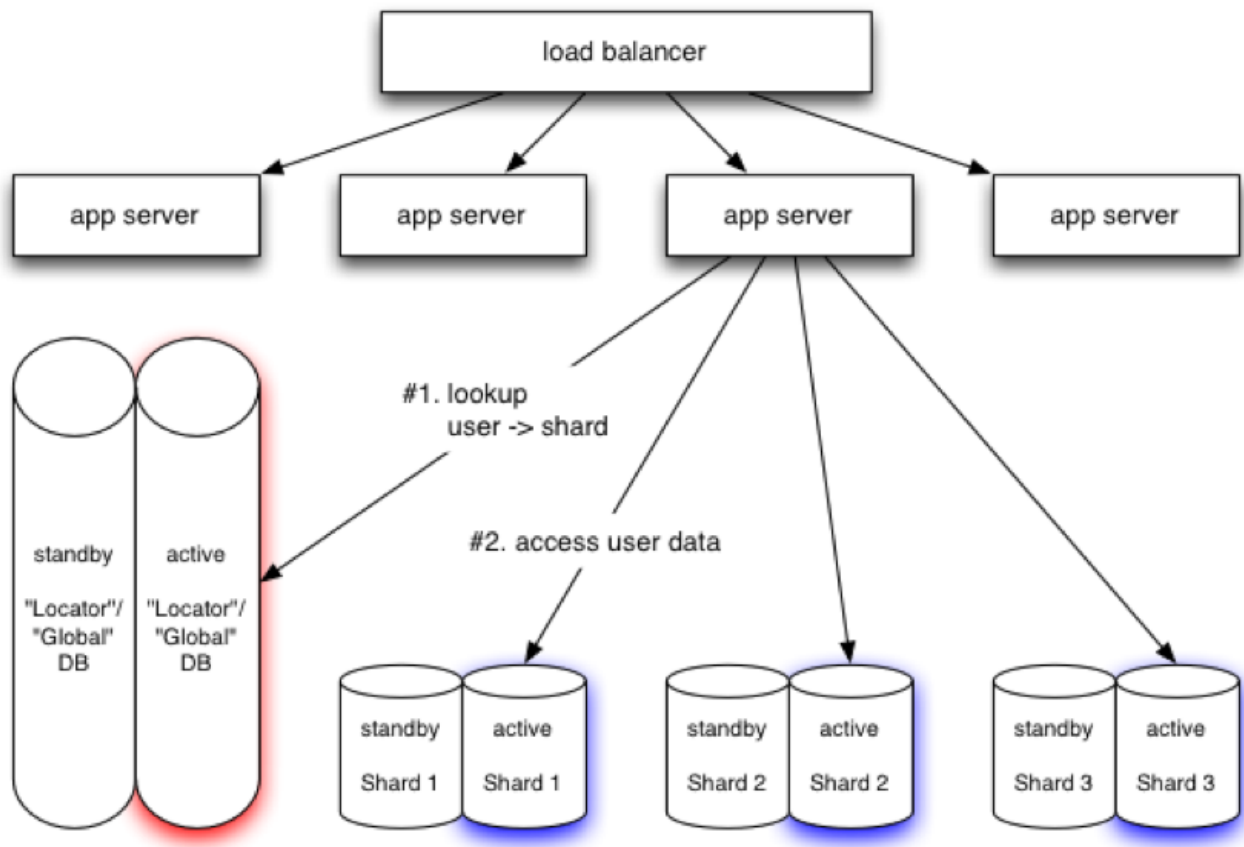 load balancer
app server
app server
app server
app server
#1. lookup
user -> shard
#2. access user data
standby
"Locator"/
"Global"
DB
active
"Locator"/
"Global"
DB
standby
Shard 1
active
Shard 1
standby
Shard 2
active
Shard 2
standby
Shard 3
active
Shard 3